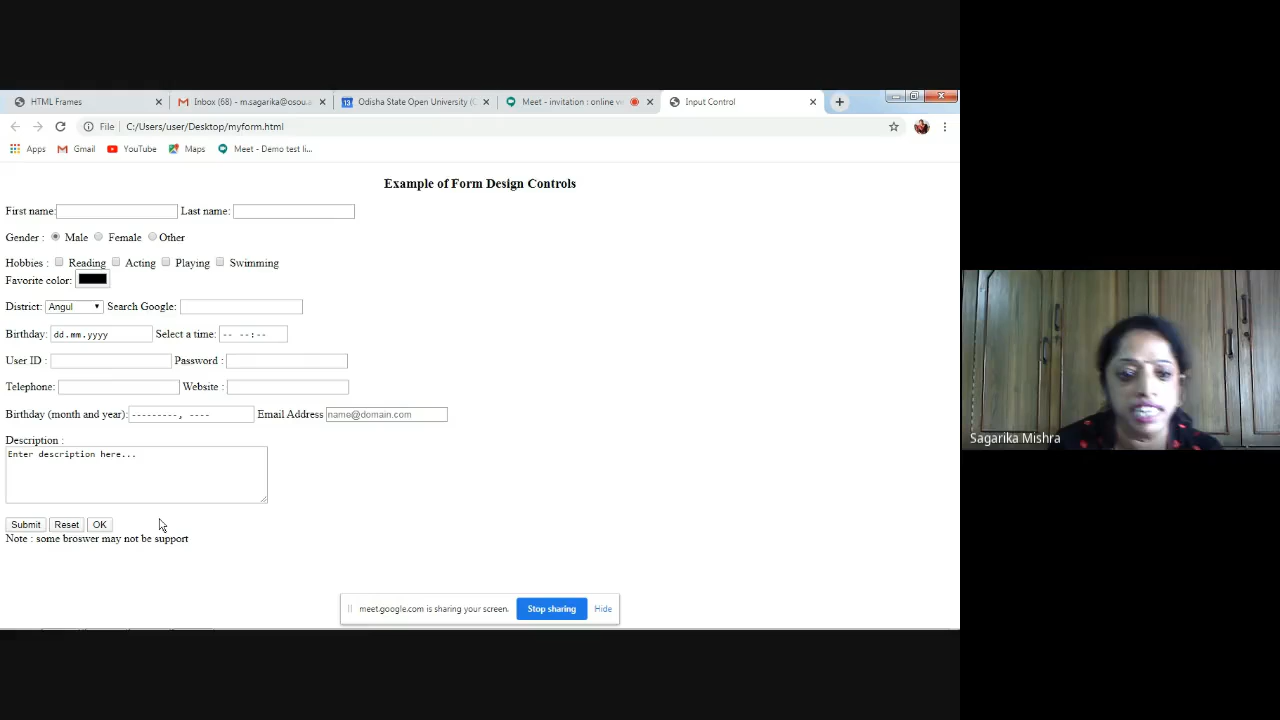 HTML Frames
Inbox (68) - m.sagarika@osou.a
Odisha State Open University (C
Meet - invitation : online w
Input Control
File C:/Users/user/Desktop/myform.html
Apps Gmail YouTube Maps Meet - Demo test li...
Example of Form Design Controls
First name: Last name:
Gender : Male Female Other
Hobbies : Reading Acting Playing Swimming
Favorite color:
District: Angul Search Google:
Birthday: dd.mm.yyyy Select a time: -- --:--
User ID : Password :
Telephone: Website :
Birthday (month and year): ---------, ---- Email Address name@domain.com
Description :
Enter description here...
Submit Reset OK
Note : some broswer may not be support
meet.google.com is sharing your screen. Stop sharing Hide
Sagarika Mishra